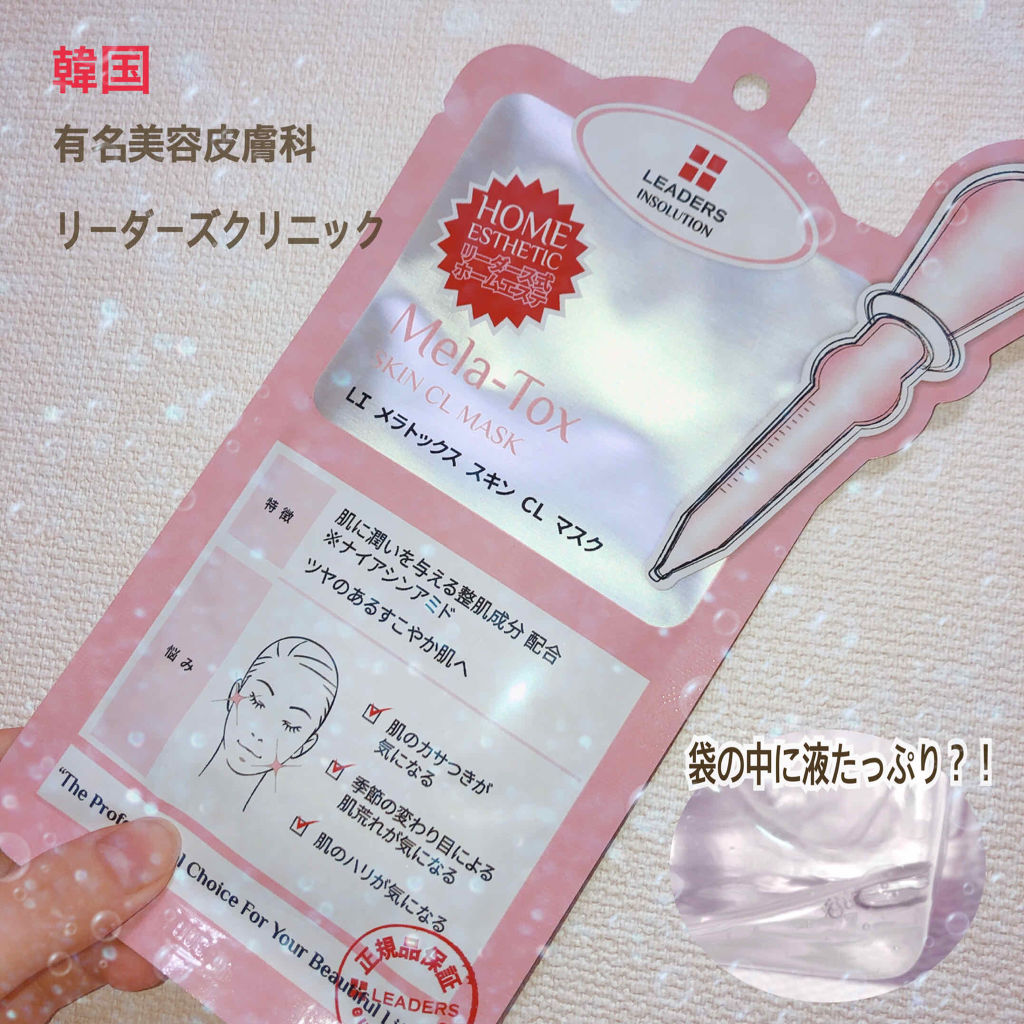 韓国
有名美容皮膚科
リーダーズクリニック
LEADERS
INSOLUTION
HOME
ESTHETIC
リーダーズ式
ホームエステ
Mela-Tox
SKIN CL MASK
LI メラトックス スキン CL マスク
特徴
肌に潤いを与える整肌成分 配合
※ナイアシンアミド
ツヤのあるすこやか肌へ
悩み
肌のカサつきが
気になる
季節の変わり目による
肌荒れが気になる
肌のハリが気になる
"The Choice For Your Beautiful
正規品保証
LEADERS
袋の中に液たっぷり？！